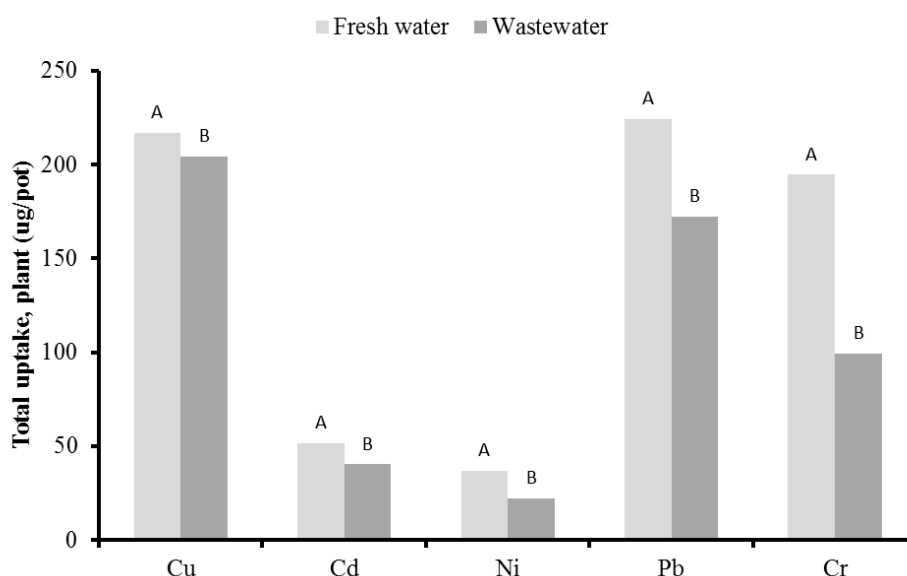 Fresh water Wastewater
Total uptake, plant (ug/pot)
250
200
150
100
50
0
A
B
A
B
A
B
A
B
A
B
Cu Cd Ni Pb Cr